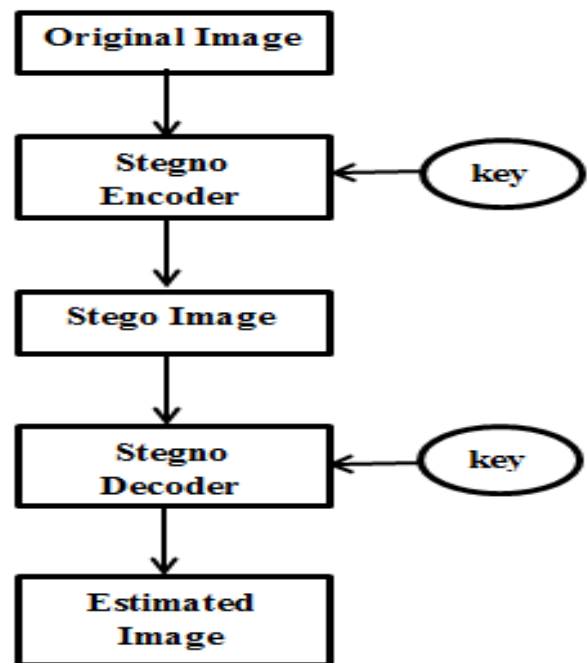 Original Image
Stegno
Encoder
key
Stego Image
Stegno
Decoder
key
Estimated
Image